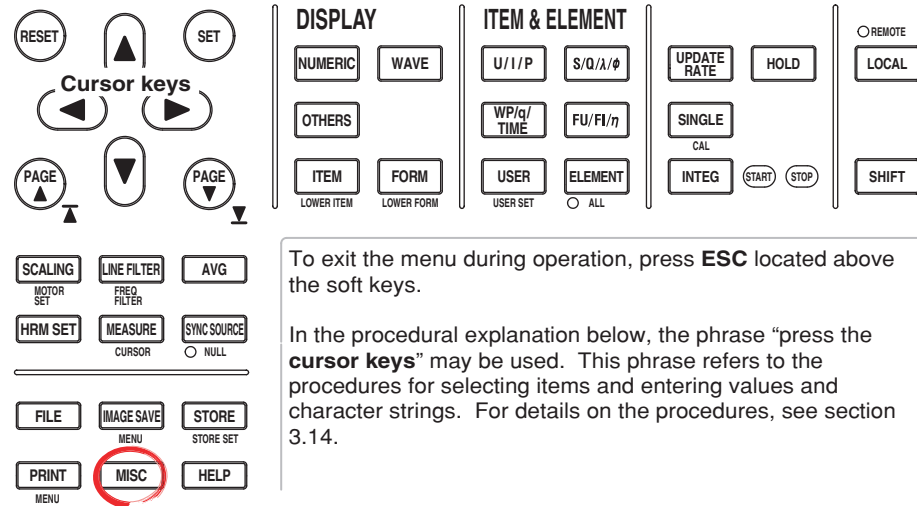 RESET
SET
Cursor keys
PAGE
PAGE
DISPLAY
NUMERIC WAVE
OTHERS
ITEM FORM
LOWER ITEM LOWER FORM
ITEM & ELEMENT
U / I / P S/Q/λ/ø
WP/q/
TIME
FU/FI/η
USER ELEMENT
USER SET ALL
UPDATE
RATE
HOLD
SINGLE
CAL
INTEG START STOP
REMOTE
LOCAL
SHIFT
SCALING LINE FILTER AVG
MOTOR
SET
FREQ
FILTER
HRM SET MEASURE SYNC SOURCE
CURSOR NULL
FILE IMAGE SAVE STORE
MENU STORE SET
PRINT MISC HELP
MENU
To exit the menu during operation, press ESC located above
the soft keys.
In the procedural explanation below, the phrase “press the
cursor keys” may be used. This phrase refers to the
procedures for selecting items and entering values and
character strings. For details on the procedures, see section
3.14.